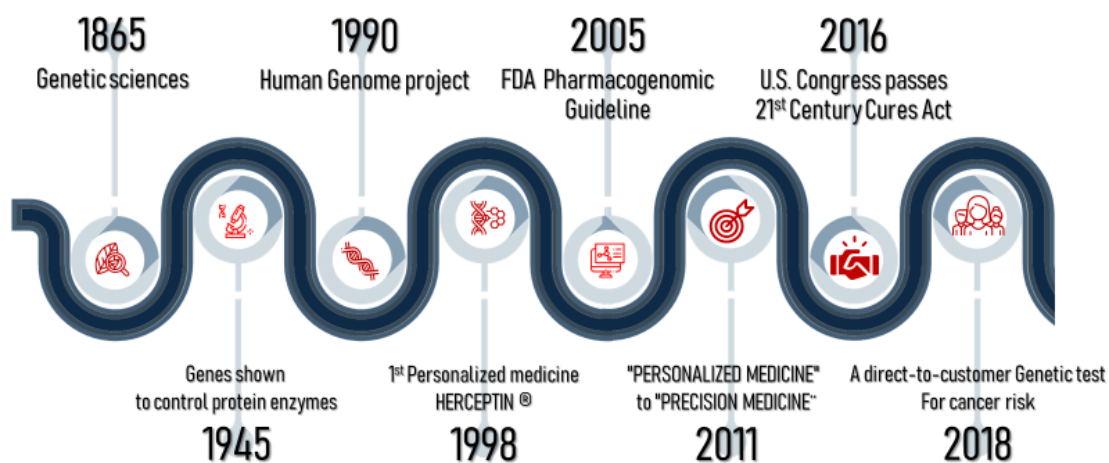 1865
Genetic sciences
1990
Human Genome project
2005
FDA Pharmacogenomic
Guideline
2016
U.S. Congress passes
21st Century Cures Act
Genes shown
to control protein enzymes
1945
1st Personalized medicine
HERCEPTIN ®
1998
"PERSONALIZED MEDICINE"
to "PRECISION MEDICINE¨
2011
A direct-to-customer Genetic test
For cancer risk
2018